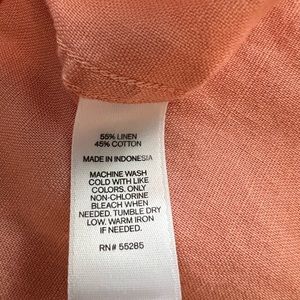 55% LINEN
45% COTTON
MADE IN INDONESIA
MACHINE WASH
COLD WITH LIKE
COLORS. ONLY
NON-CHLORINE
BLEACH WHEN
NEEDED. TUMBLE DRY
LOW. WARM IRON
IF NEEDED.
RN# 55285